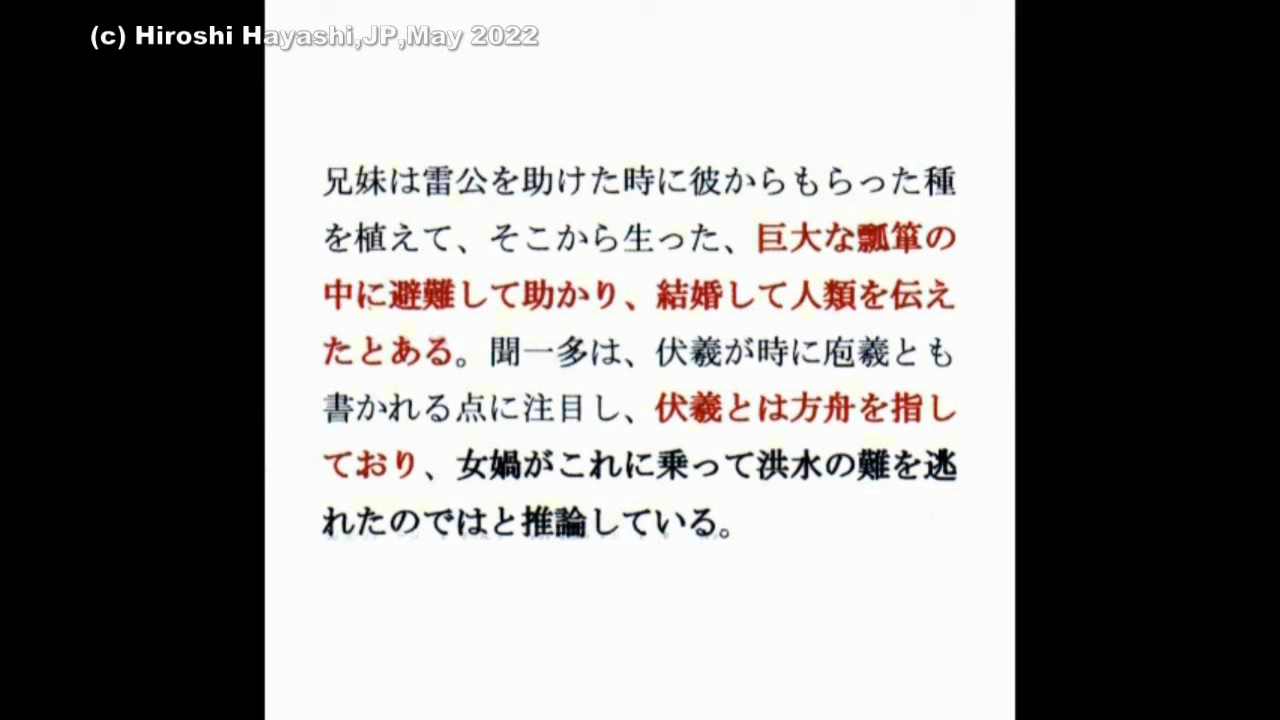 (c) Hiroshi Hayashi,JP,May 2022
兄妹は雷公を助けた時に彼からもらった種
を植えて、そこから生った、巨大な瓢箪の
中に避難して助かり、結婚して人類を伝え
たとある。聞一多は、伏羲が時に庖羲とも
書かれる点に注目し、伏羲とは方舟を指し
ており、女媧がこれに乗って洪水の難を逃
れたのではと推論している。